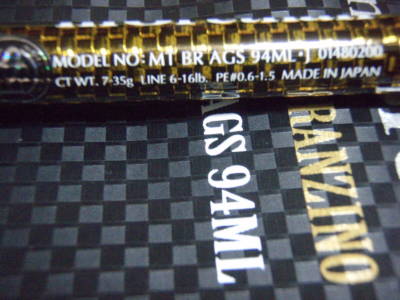 MODEL NO: MT BR AGS 94ML·J 01480200
CT WT. 7-35g LINE 6-16lb. PE#0.6-1.5 MADE IN JAPAN
AGS 94ML
RANZINO